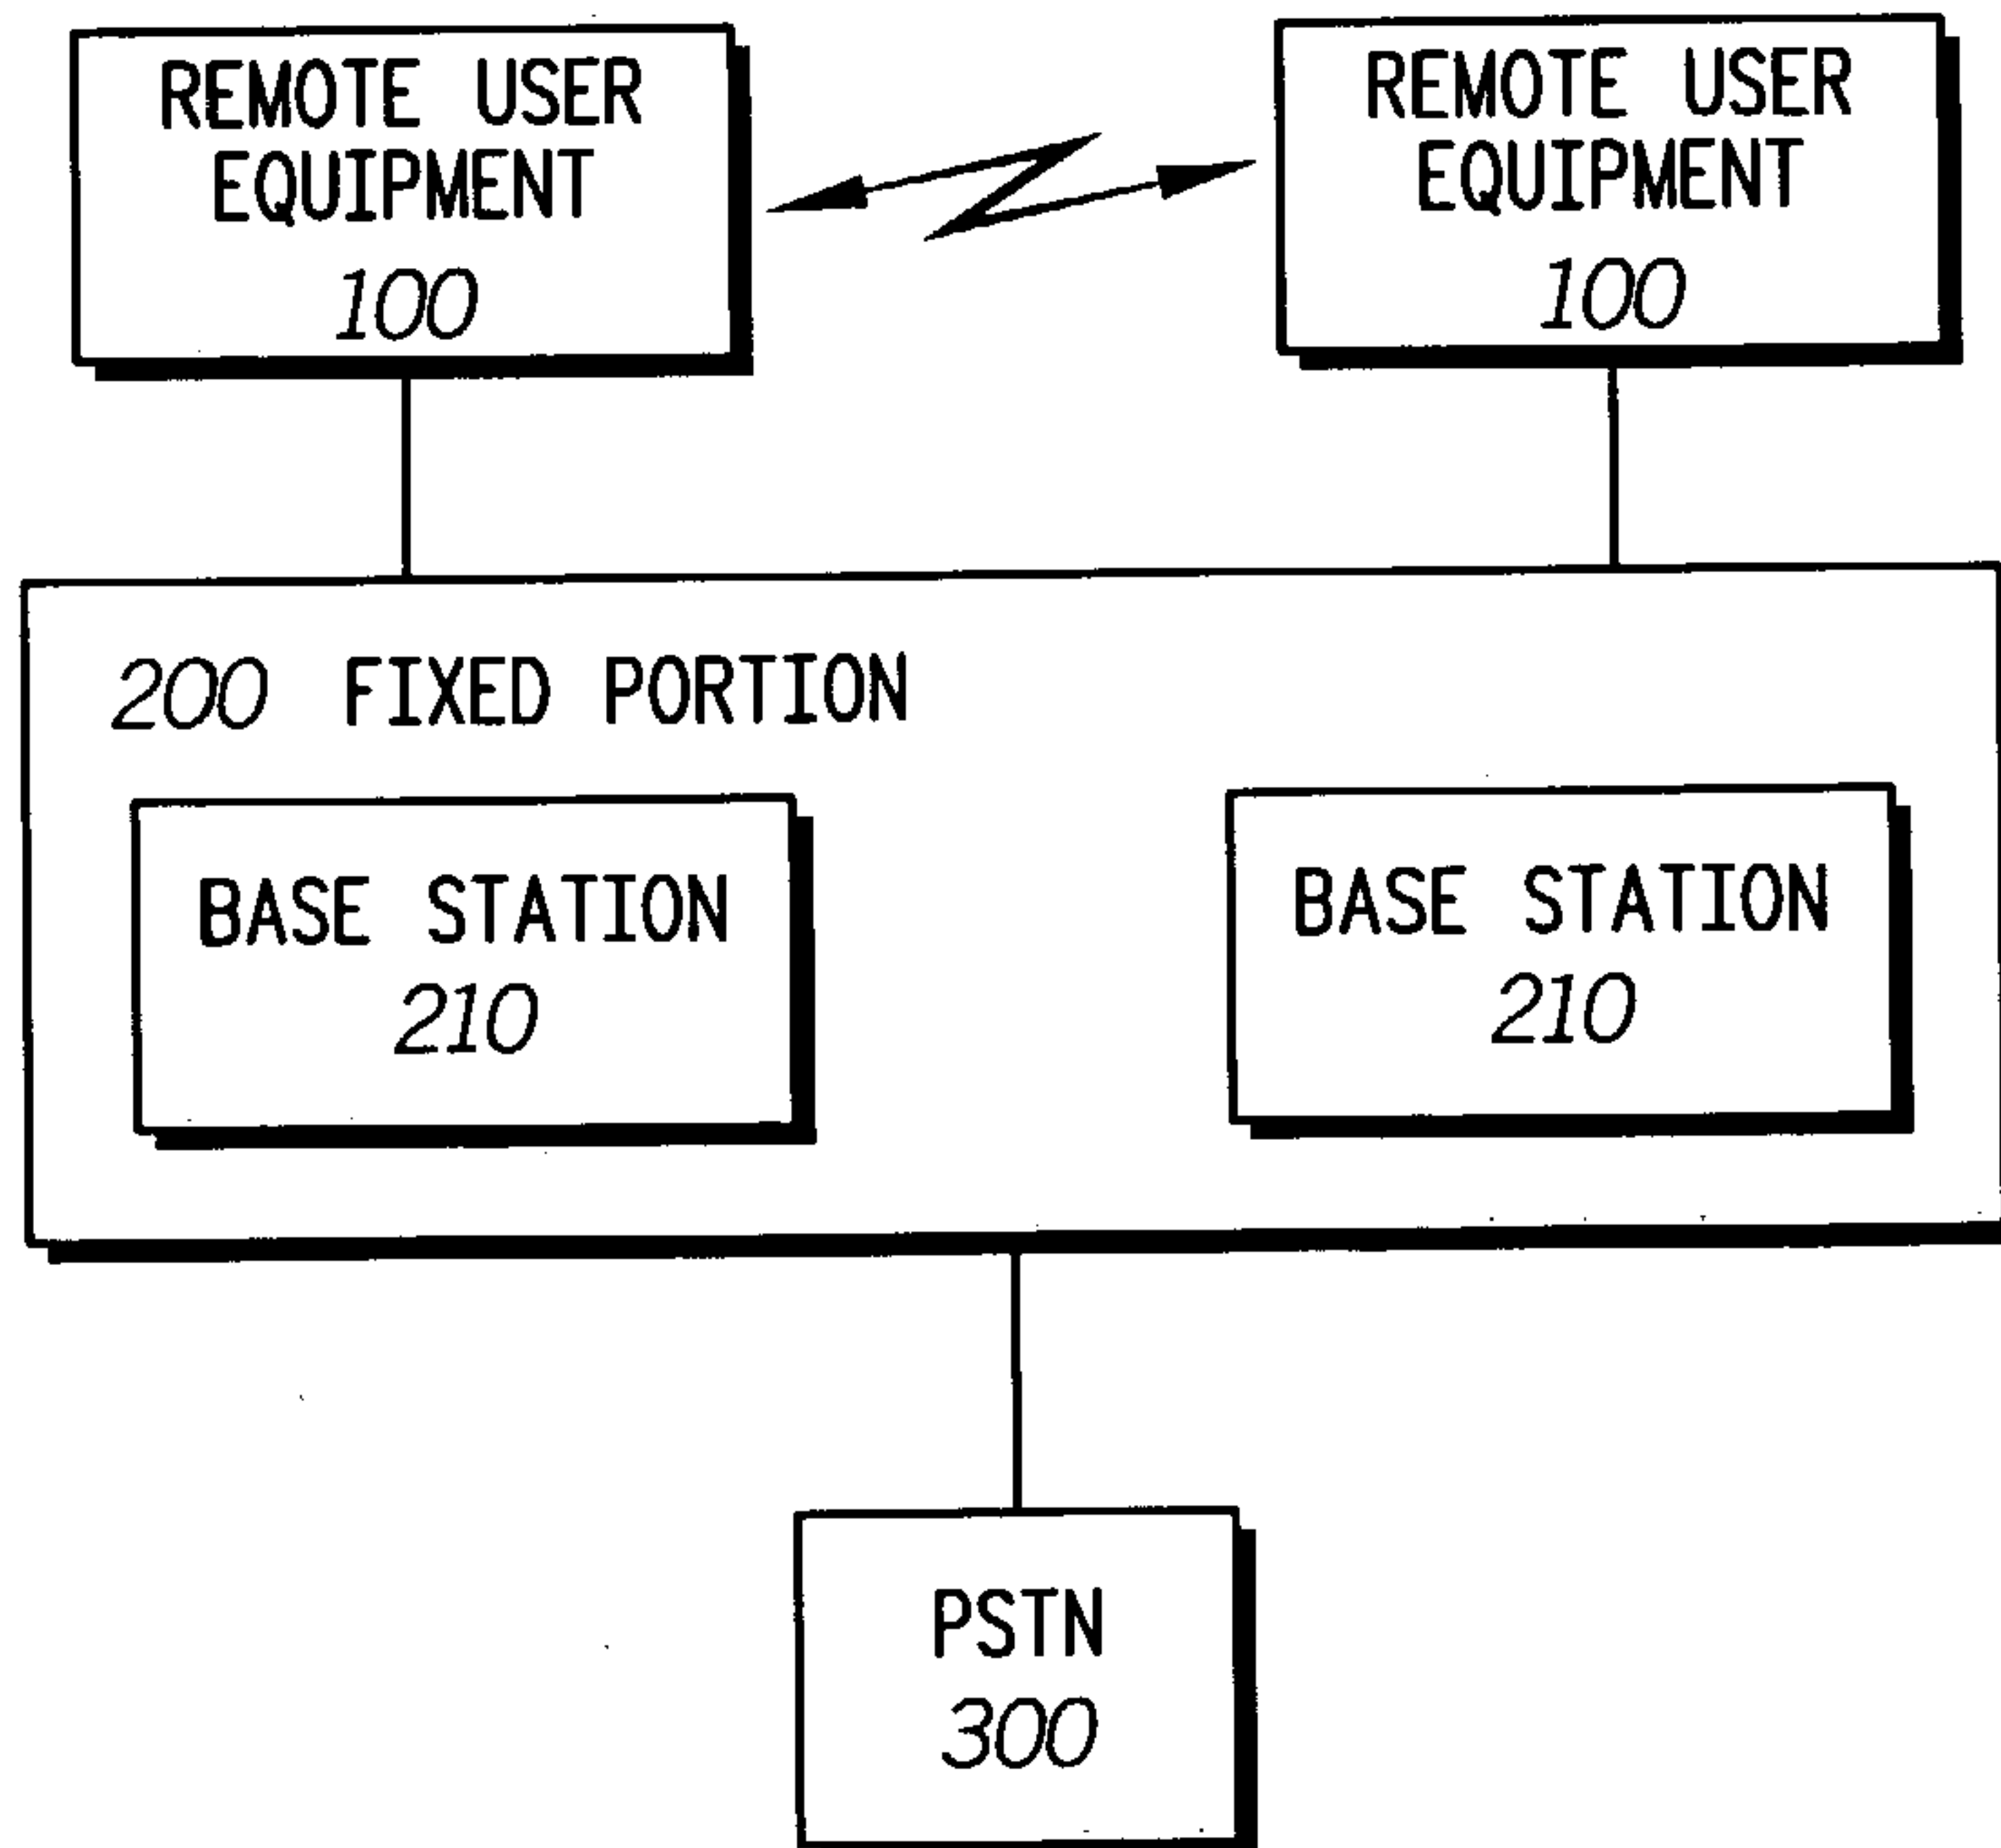 REMOTE USER
EQUIPMENT
100
REMOTE USER
EQUIPMENT
100
200 FIXED PORTION
BASE STATION
210
BASE STATION
210
PSTN
300